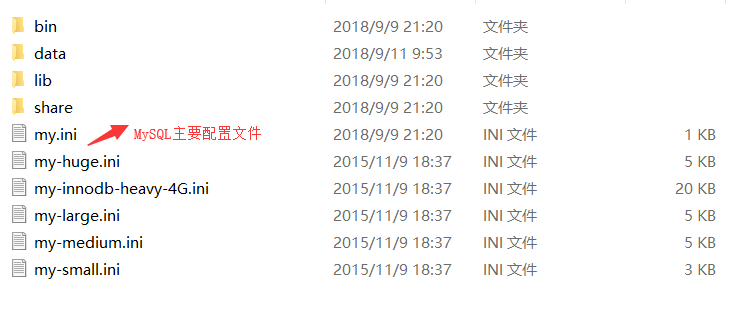 bin 2018/9/9 21:20 文件夹
data 2018/9/11 9:53 文件夹
lib 2018/9/9 21:20 文件夹
share 2018/9/9 21:20 文件夹
my.ini MySQL主要配置文件 2018/9/9 21:20 INI 文件 1 KB
my-huge.ini 2015/11/9 18:37 INI 文件 5 KB
my-innodb-heavy-4G.ini 2015/11/9 18:37 INI 文件 20 KB
my-large.ini 2015/11/9 18:37 INI 文件 5 KB
my-medium.ini 2015/11/9 18:37 INI 文件 5 KB
my-small.ini 2015/11/9 18:37 INI 文件 3 KB